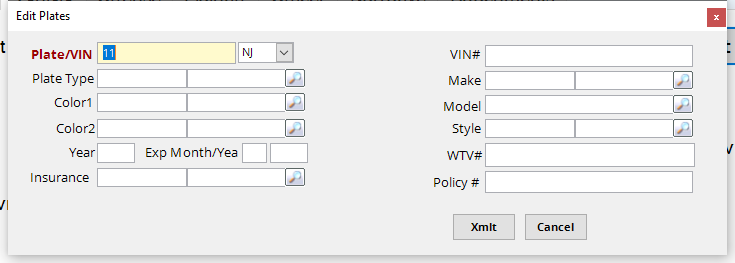 Edit Plates
x
Plate/VIN 11 NJ
VIN#
Plate Type
Make
Color1
Model
Color2
Style
Year Exp Month/Yea
WTV#
Insurance
Policy #
XmIt Cancel